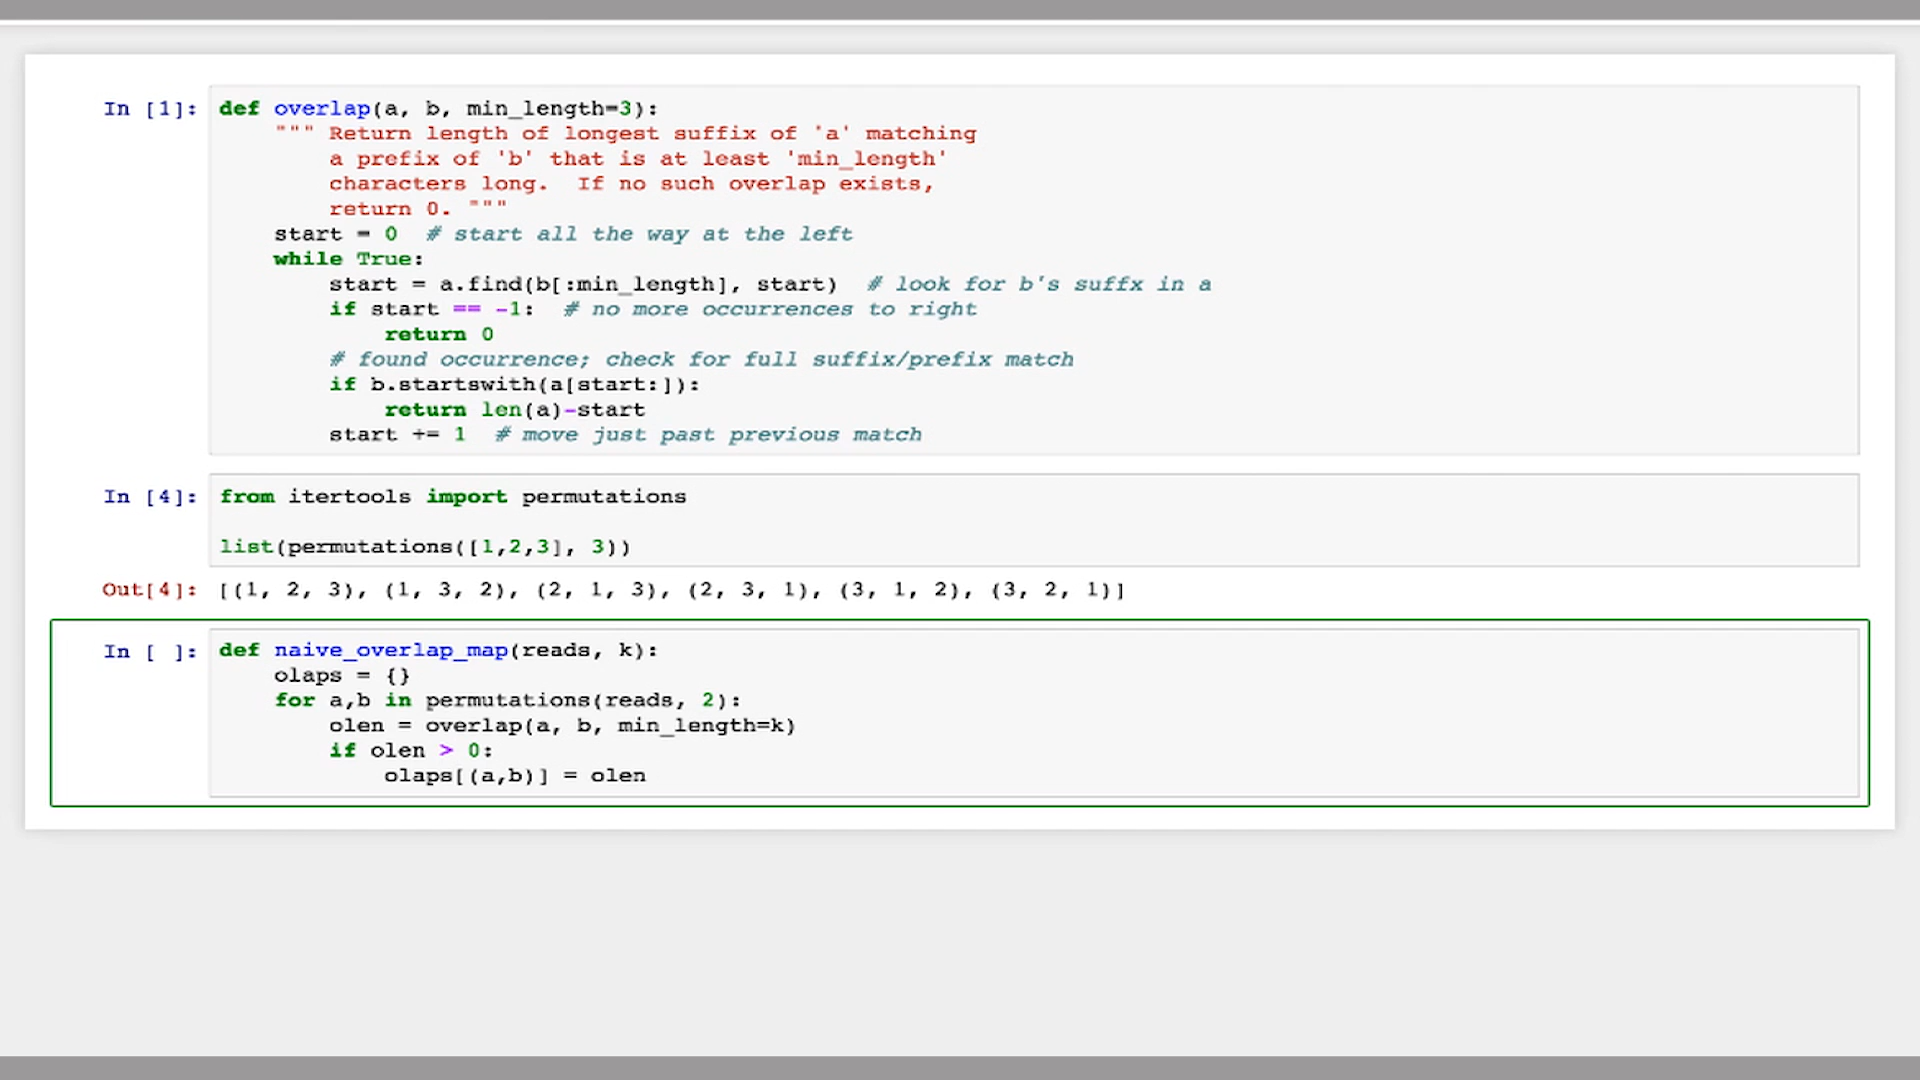 In [1]: def overlap(a, b, min_length=3):
""" Return length of longest suffix of 'a' matching
a prefix of 'b' that is at least 'min_length'
characters long.  If no such overlap exists,
return 0. """
start = 0  # start all the way at the left
while True:
start = a.find(b[:min_length], start)  # look for b's suffx in a
if start == -1:  # no more occurrences to right
return 0
# found occurrence; check for full suffix/prefix match
if b.startswith(a[start:]):
return len(a)-start
start += 1  # move just past previous match
In [4]: from itertools import permutations
list(permutations([1,2,3], 3))
Out[4]: [(1, 2, 3), (1, 3, 2), (2, 1, 3), (2, 3, 1), (3, 1, 2), (3, 2, 1)]
In [ ]: def naive_overlap_map(reads, k):
olaps = {}
for a,b in permutations(reads, 2):
olen = overlap(a, b, min_length=k)
if olen > 0:
olaps[(a,b)] = olen